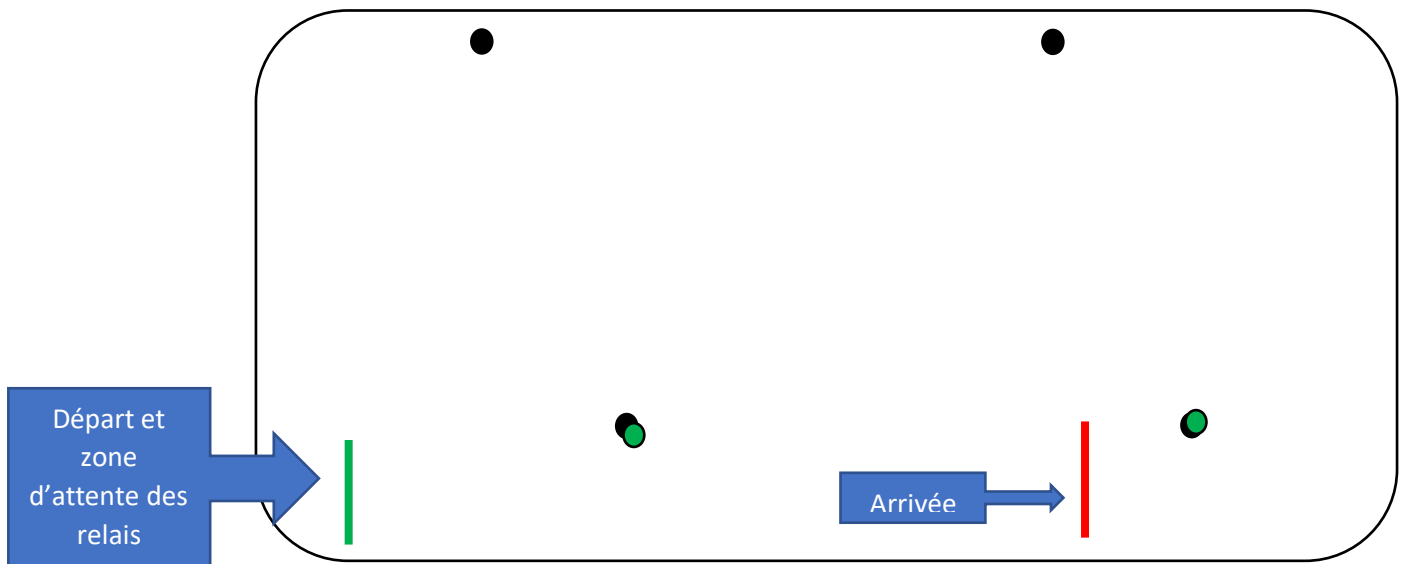 Départ et
zone
d'attente des
relais
Arrivée